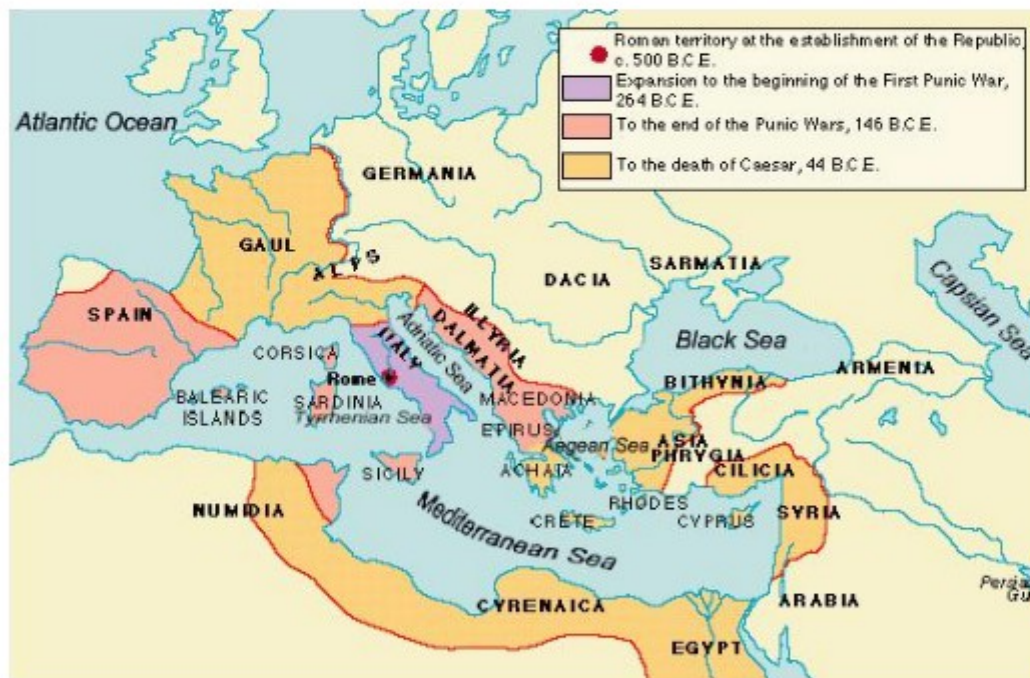 Roman territory at the establishment of the Republic
c. 500 B.C.E.
Expansion to the beginning of the First Punic War,
264 B.C.E.
To the end of the Punic Wars, 146 B.C.E.
To the death of Caesar, 44 B.C.E.
Atlantic Ocean
GERMANIA
GAUL
ALPS
DACIA
SARMATIA
Capsian Sea
SPAIN
ILLYRIA
DALMATIA
Adriatic Sea
ITALY
Black Sea
CORSICA
ARMENIA
Rome
BITHYNIA
BALEARIC
ISLANDS
SARDINIA
MACEDONIA
Tyrrhenian Sea
EPIRUS
Aegean Sea
ASIA
PHRYGIA
SICILY
ACHAIA
CILICIA
RHODES
NUMIDIA
Mediterranean Sea
CRETE
CYPRUS
SYRIA
CYRENAICA
ARABIA
Persia
Gu
EGYPT